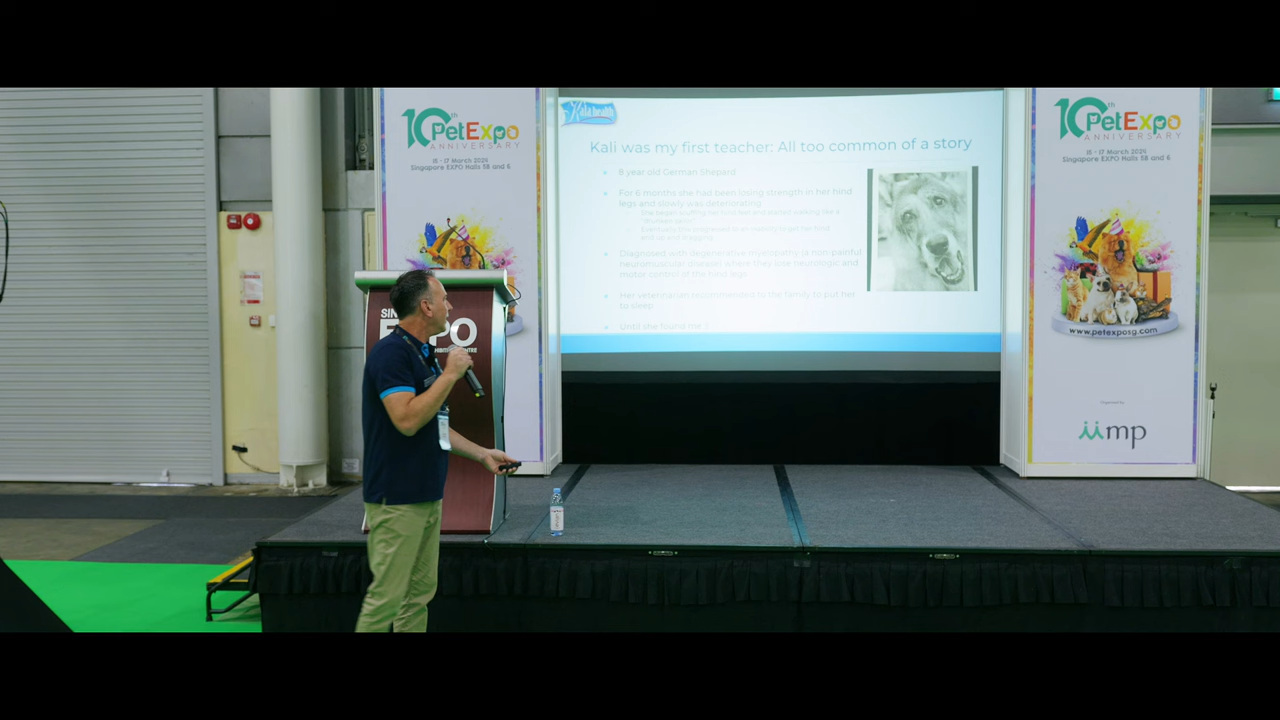 10th PetExpo
ANNIVERSARY
15 - 17 March 2024
Singapore EXPO Halls 5B and 6
health
Kali was my first teacher: All too common of a story
8 year old German Shepard
For 6 months she had been losing strength in her hind
legs and slowly was deteriorating
Diagnosed with degenerative myelopathy (a non-painful
neuromuscular disease) where they lose neurologic and
motor control of the hind legs
Her veterinarian recommended to the family to put her
to sleep
Until she found me :)
10th PetExpo
ANNIVERSARY
15 - 17 March 2024
Singapore EXPO Halls 5B and 6
www.petexposg.com
Organised by
mp
SIN
E PO